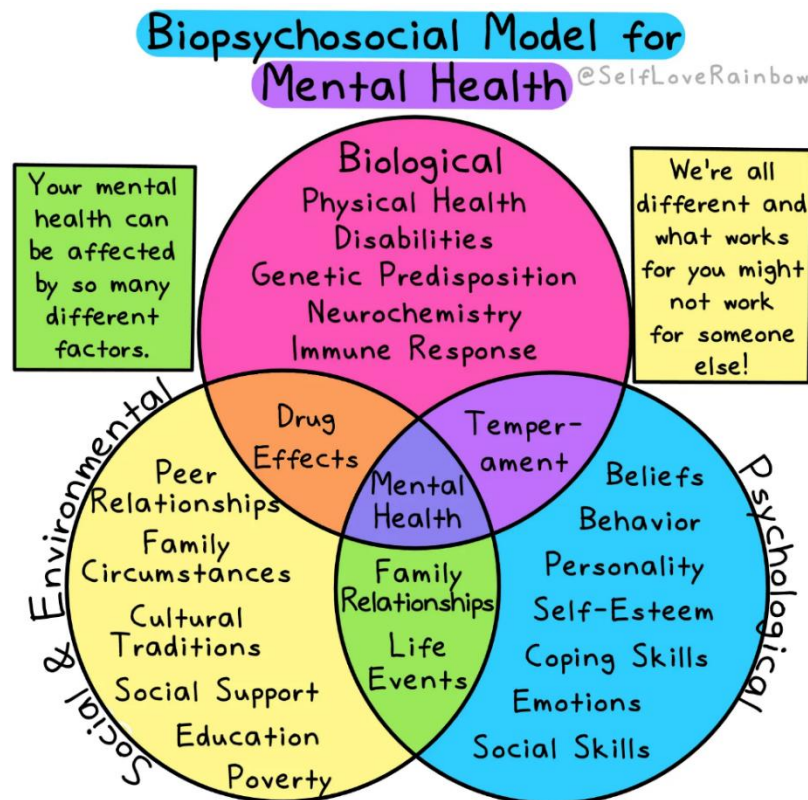 Biopsychosocial Model for
Mental Health
@SelfLoveRainbow
Your mental
health can
be affected
by so many
different
factors.
We're all
different and
what works
for you might
not work
for someone
else!
Biological
Physical Health
Disabilities
Genetic Predisposition
Neurochemistry
Immune Response
Drug
Effects
Temper-
ament
Mental
Health
Social & Environmental
Peer
Relationships
Family
Circumstances
Cultural
Traditions
Social Support
Education
Poverty
Family
Relationships
Life
Events
Psychological
Beliefs
Behavior
Personality
Self-Esteem
Coping Skills
Emotions
Social Skills